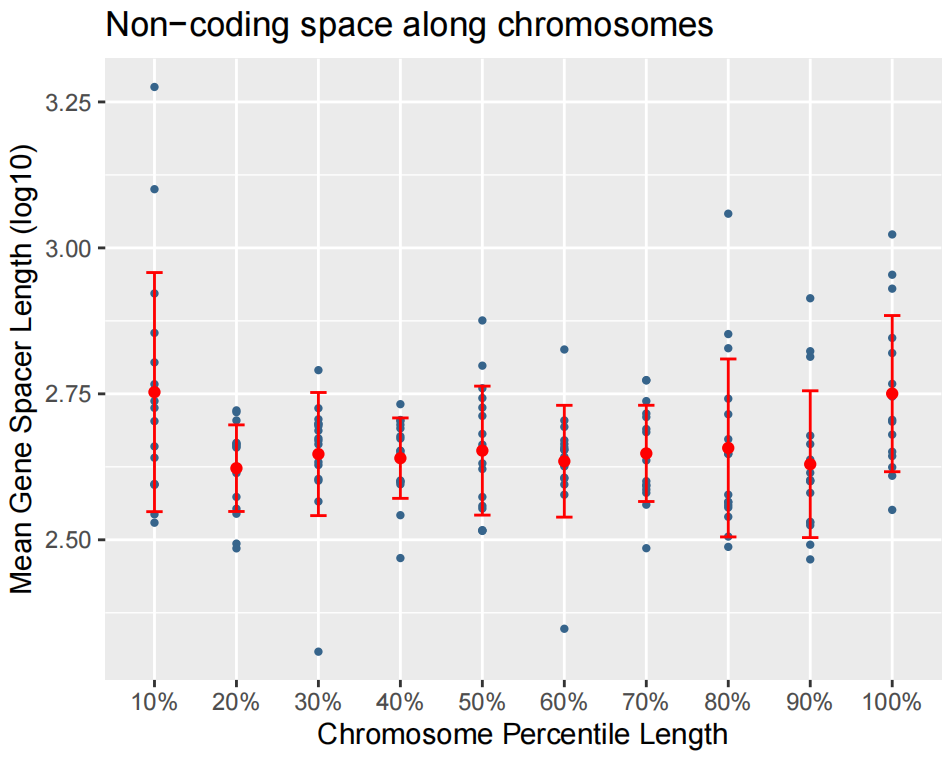 Non−coding space along chromosomes
Mean Gene Spacer Length (log10)
3.25
3.00
2.75
2.50
10% 20% 30% 40% 50% 60% 70% 80% 90% 100%
Chromosome Percentile Length